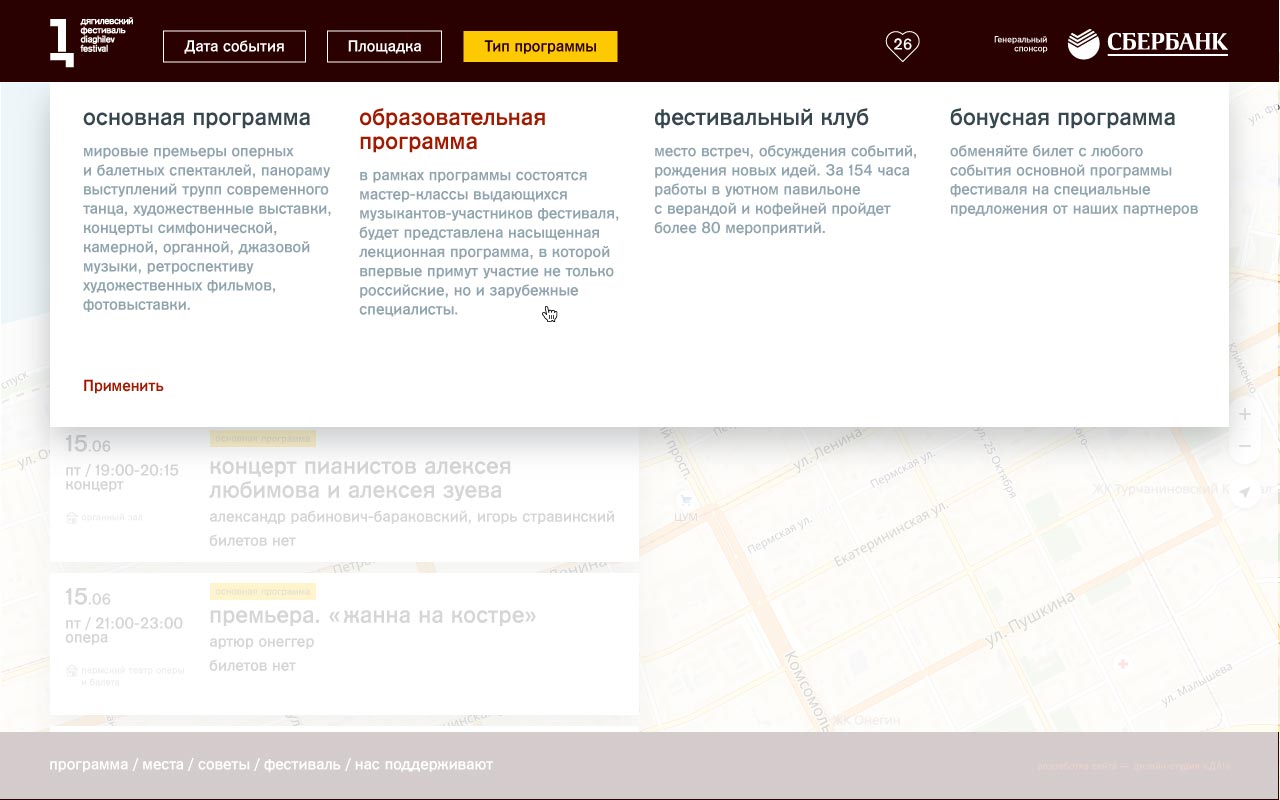 дягилевский
фестиваль
diaghilev
festival
Дата события
Площадка
Тип программы
26
Генеральный
спонсор
СБЕРБАНК
основная программа
мировые премьеры оперных
и балетных спектаклей, панораму
выступлений трупп современного
танца, художественные выставки,
концерты симфонической,
камерной, органной, джазовой
музыки, ретроспективу
художественных фильмов,
фотовыставки.
образовательная
программа
в рамках программы состоятся
мастер-классы выдающихся
музыкантов-участников фестиваля,
будет представлена насыщенная
лекционная программа, в которой
впервые примут участие не только
российские, но и зарубежные
специалисты.
фестивальный клуб
место встреч, обсуждения событий,
рождения новых идей. За 154 часа
работы в уютном павильоне
с верандой и кофейней пройдет
более 80 мероприятий.
бонусная программа
обменяйте билет с любого
события основной программы
фестиваля на специальные
предложения от наших партнеров
Применить
15.06
пт / 19:00-20:15
концерт
органный зал
основная программа
концерт пианистов алексея
любимова и алексея зуева
александр рабинович-бараковский, игорь стравинский
билетов нет
15.06
пт / 21:00-23:00
опера
пермский театр оперы
и балета
основная программа
премьера. «жанна на костре»
артюр онеггер
билетов нет
ул. Ленина
Пермская ул.
ул. 25 Октября
ЖК Турчаниновский К
ЦУМ
Пермская ул.
Екатерининская ул.
ул. Пушкина
ул. Малышева
ЖК Онегин
Комсомоль
+
−
программа / места / советы / фестиваль / нас поддерживают
разработка сайта — дизайн-студия «ДА!»